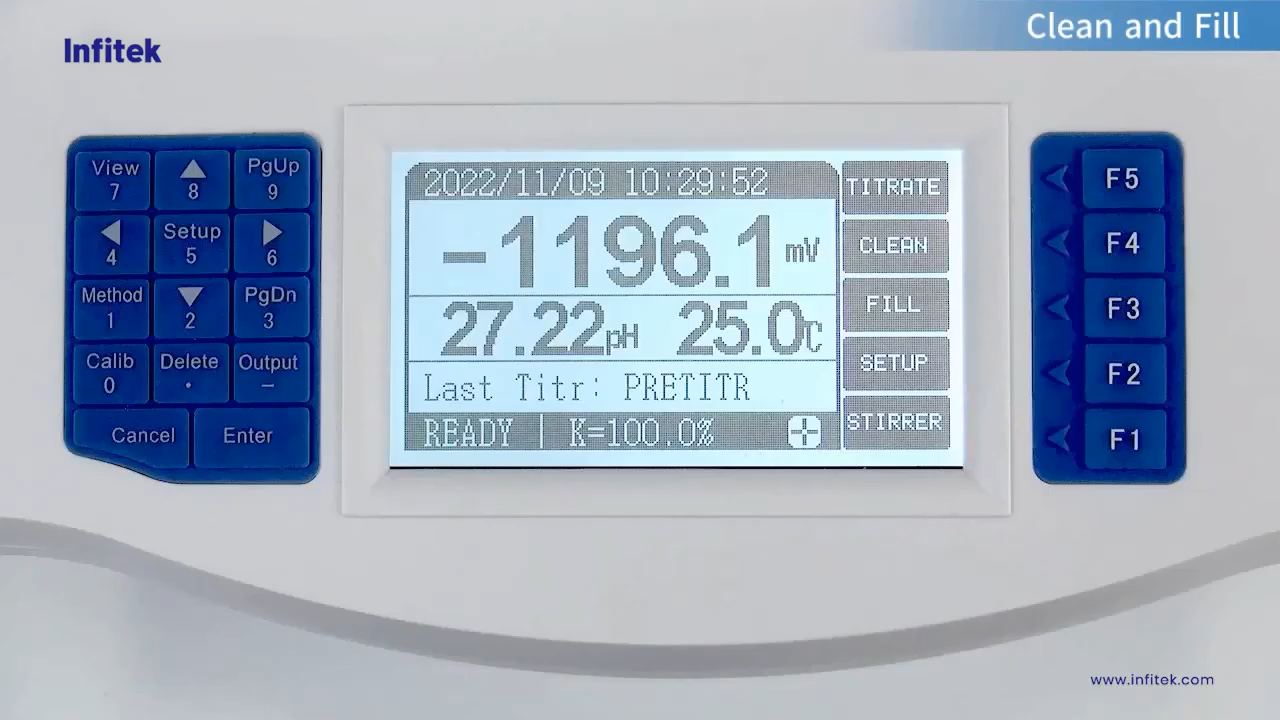 Clean and Fill
Infitek
View
7
8
PgUp
9
4
Setup
5
6
Method
1
2
PgDn
3
Calib
0
Delete
.
Output
–
Cancel
Enter
2022/11/09 10:29:52
-1196.1 mV
27.22pH 25.0℃
Last Titr: PRETITR
READY | K=100.0%
TITRATE
CLEAN
FILL
SETUP
STIRRER
F5
F4
F3
F2
F1
www.infitek.com